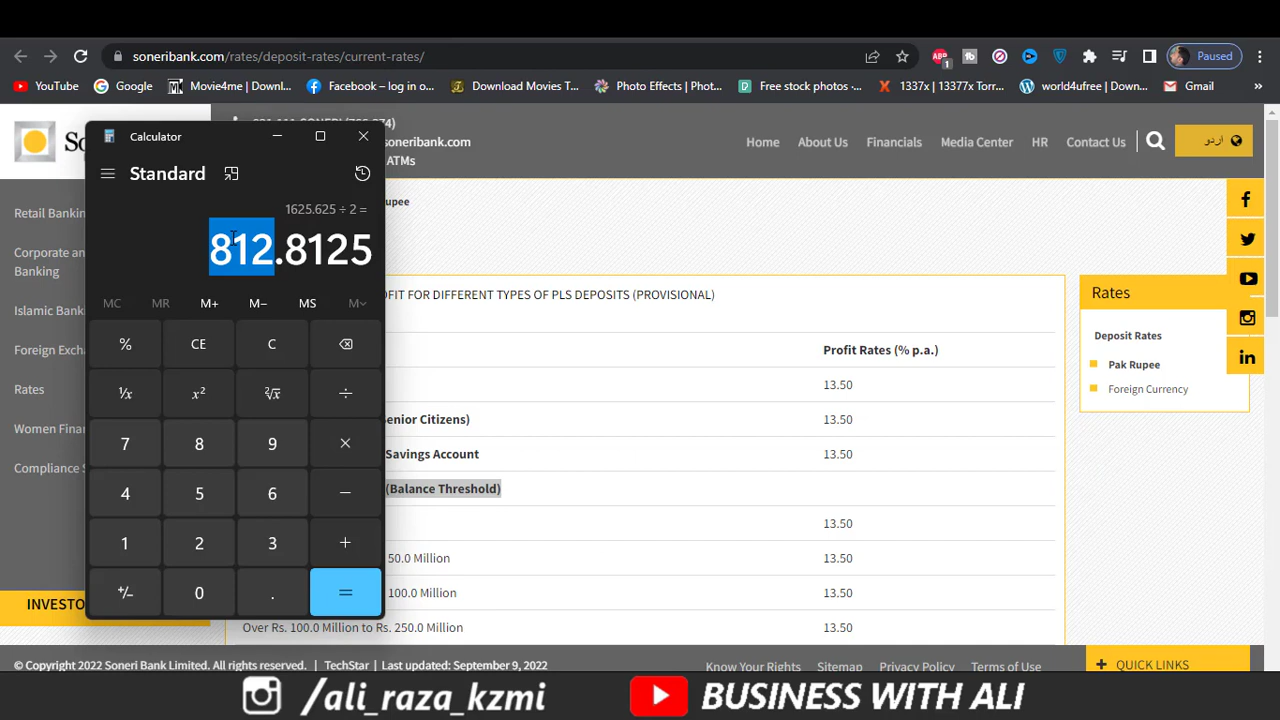 soneribank.com/rates/deposit-rates/current-rates/
Paused
YouTube
Google
Movie4me | Downl...
Facebook – log in o...
Download Movies T...
Photo Effects | Phot...
Free stock photos ·...
1337x | 13377x Torr...
world4ufree | Down...
Gmail
»
soneribank.com
ATMs
Home
About Us
Financials
Media Center
HR
Contact Us
اردو
Calculator
Standard
1625.625 ÷ 2 =
812.8125
MC MR M+ M− MS M
% CE C
¹/x x² ²√x ÷
7 8 9 ×
4 5 6 −
1 2 3 +
+/− 0 . =
Retail Bankin
Corporate an
Banking
Islamic Bank
Foreign Exch
Rates
Women Finan
Compliance S
INVESTO
upee
FIT FOR DIFFERENT TYPES OF PLS DEPOSITS (PROVISIONAL)
Profit Rates (% p.a.)
13.50
enior Citizens) 13.50
Savings Account 13.50
(Balance Threshold)
13.50
50.0 Million 13.50
100.0 Million 13.50
Over Rs. 100.0 Million to Rs. 250.0 Million 13.50
Rates
Deposit Rates
Pak Rupee
Foreign Currency
© Copyright 2022 Soneri Bank Limited. All rights reserved. | TechStar | Last updated: September 9, 2022
Know Your Rights
Sitemap
Privacy Policy
Terms of Use
+ QUICK LINKS
/ali_raza_kzmi
BUSINESS WITH ALI